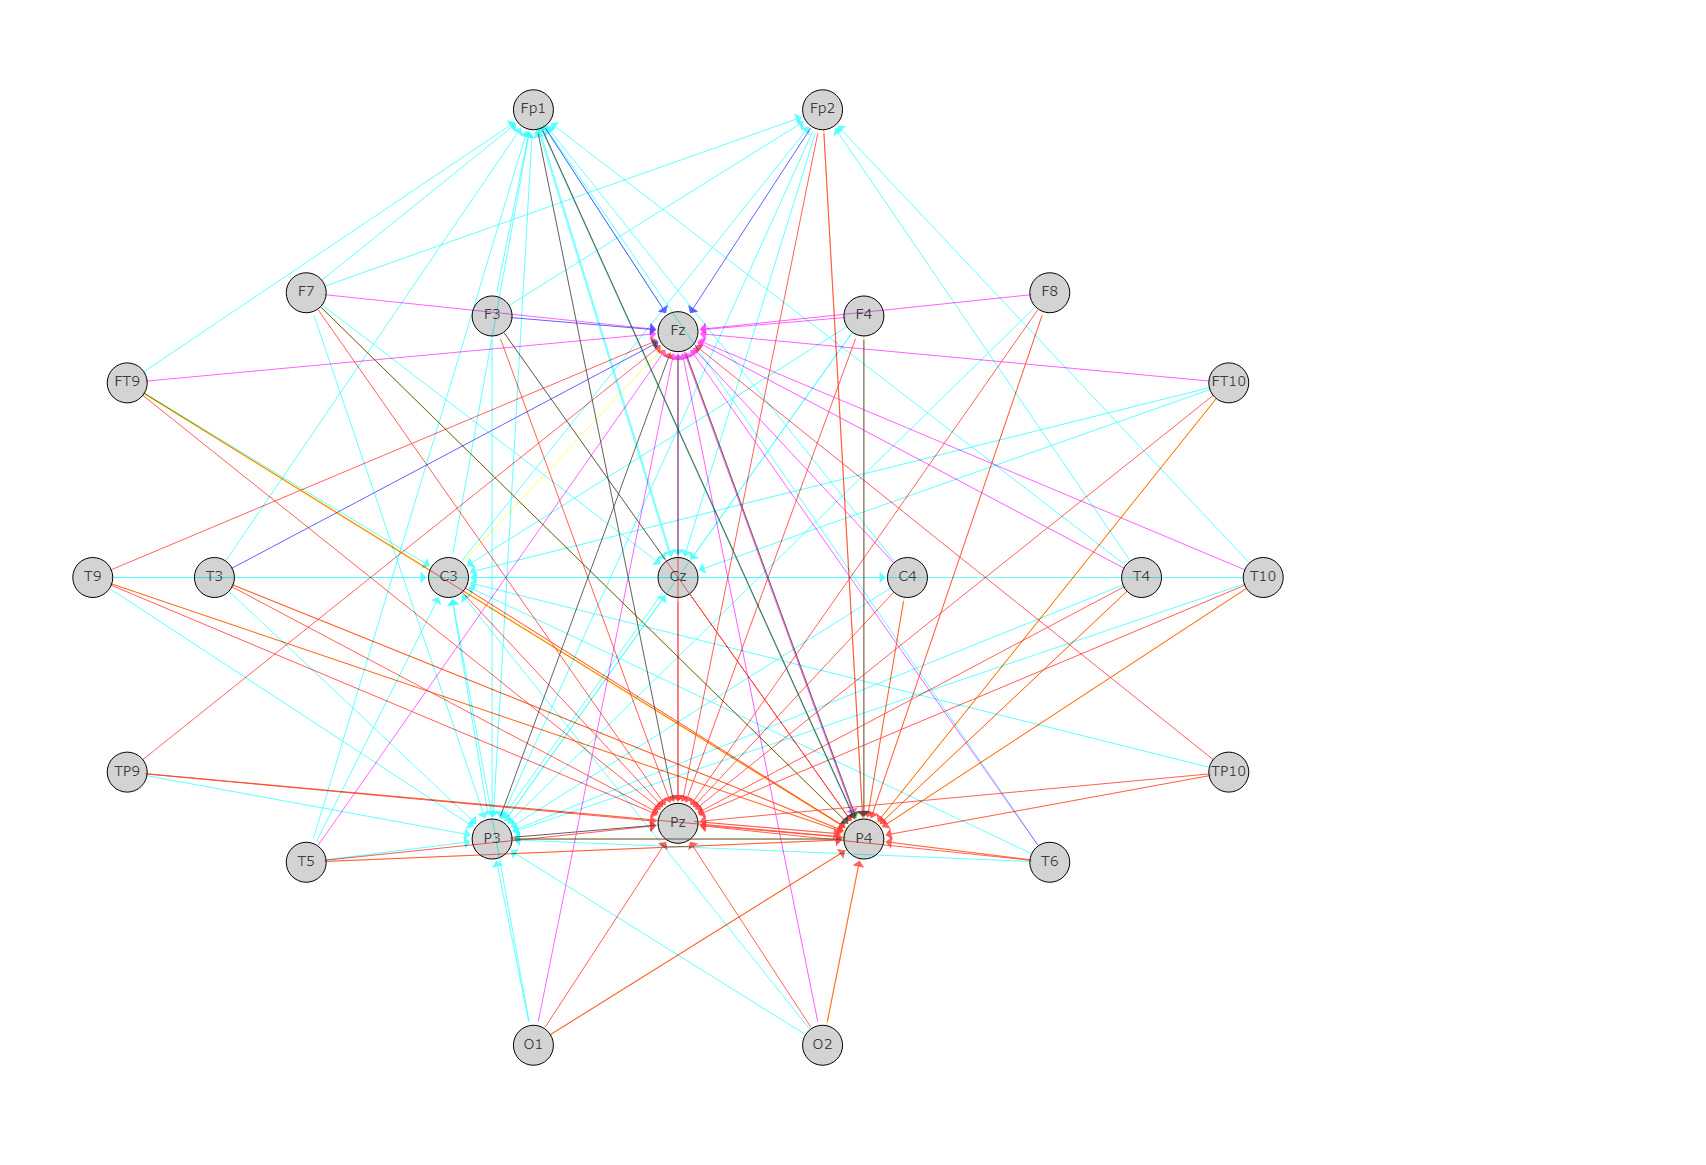 Fp1 Fp2
F7 F3 Fz F4 F8
FT9 FT10
T9 T3 C3 Cz C4 T4 T10
TP9 TP10
T5 P3 Pz P4 T6
O1 O2